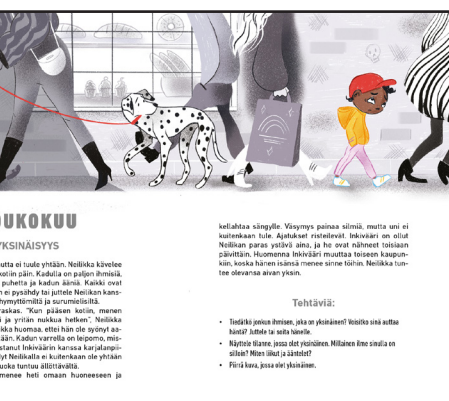 OUKOKUU
YKSINÄISYYS
utta ei tuule yhtään. Neilikka kävelee
kotiin päin. Kadulla on paljon ihmisiä,
puhetta ja kadun ääniä. Kaikki ovat
n ei pysähdy tai juttele Neilikan kans-
hymyttömiltä ja surumielisiltä.
raskas. "Kun pääsen kotiin, menen
i ja yritän nukkua hetken", Neilikka
kka huomaa, ettei hän ole syönyt aa-
ään. Kadun varrella on leipomo, mis-
stanut Inkiväärin kanssa karjalanpii-
yt Neilikalla ei kuitenkaan ole yhtään
uoka tuntuu ällöttävältä.
menee heti omaan huoneeseen ja
kellahtaa sängylle. Väsymys painaa silmiä, mutta uni ei
kuitenkaan tule. Ajatukset risteilevät. Inkivääri on ollut
Neilikan paras ystävä aina, ja he ovat nähneet toisiaan
päivittäin. Huomenna Inkivääri muuttaa toiseen kaupun-
kiin, koska hänen isänsä menee sinne töihin. Neilikka tun-
tee olevansa aivan yksin.
Tehtäviä:
• Tiedätkö jonkun ihmisen, joka on yksinäinen? Voisitko sinä auttaa
häntä? Juttele tai soita hänelle.
• Näyttele tilanne, jossa olet yksinäinen. Millainen ilme sinulla on
silloin? Miten liikut ja ääntelet?
• Piirrä kuva, jossa olet yksinäinen.